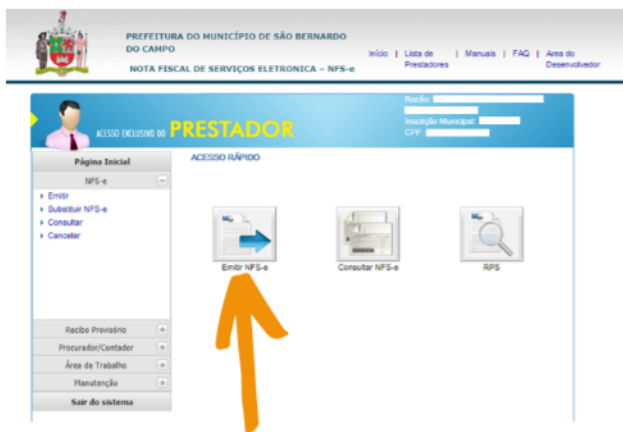 PREFEITURA DO MUNICÍPIO DE SÃO BERNARDO
DO CAMPO
NOTA FISCAL DE SERVIÇOS ELETRONICA – NFS-e
Início | Lista de Prestadores | Manuais | FAQ | Area do Desenvolvedor
ACESSO EXCLUSIVO DO PRESTADOR
Razão:
Inscrição Municipal:
CPF:
Página Inicial
NFS-e
Emitir
Substituir NFS-e
Consultar
Cancelar
Recibo Provisório
Procurador/Contador
Área de Trabalho
Manutenção
Sair do sistema
ACESSO RÁPIDO
Emitir NFS-e
Consultar NFS-e
RPS